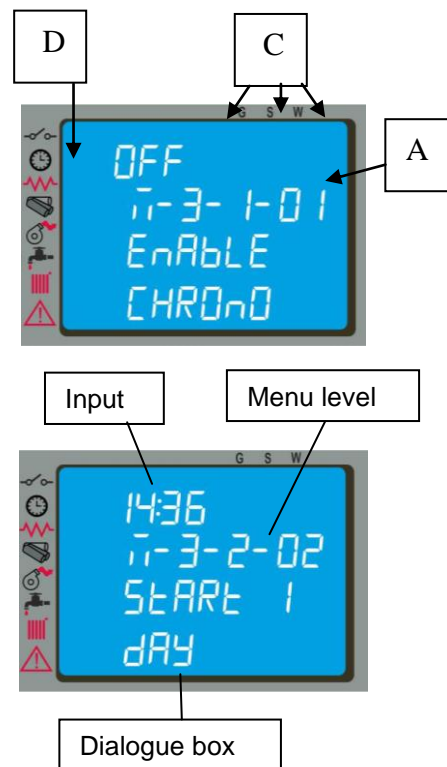 D
C
G S W
A
OFF
n-3-1-01
EnAbLE
CHROnO
Input
Menu level
G S W
14:36
n-3-2-02
StARt 1
dAY
Dialogue box